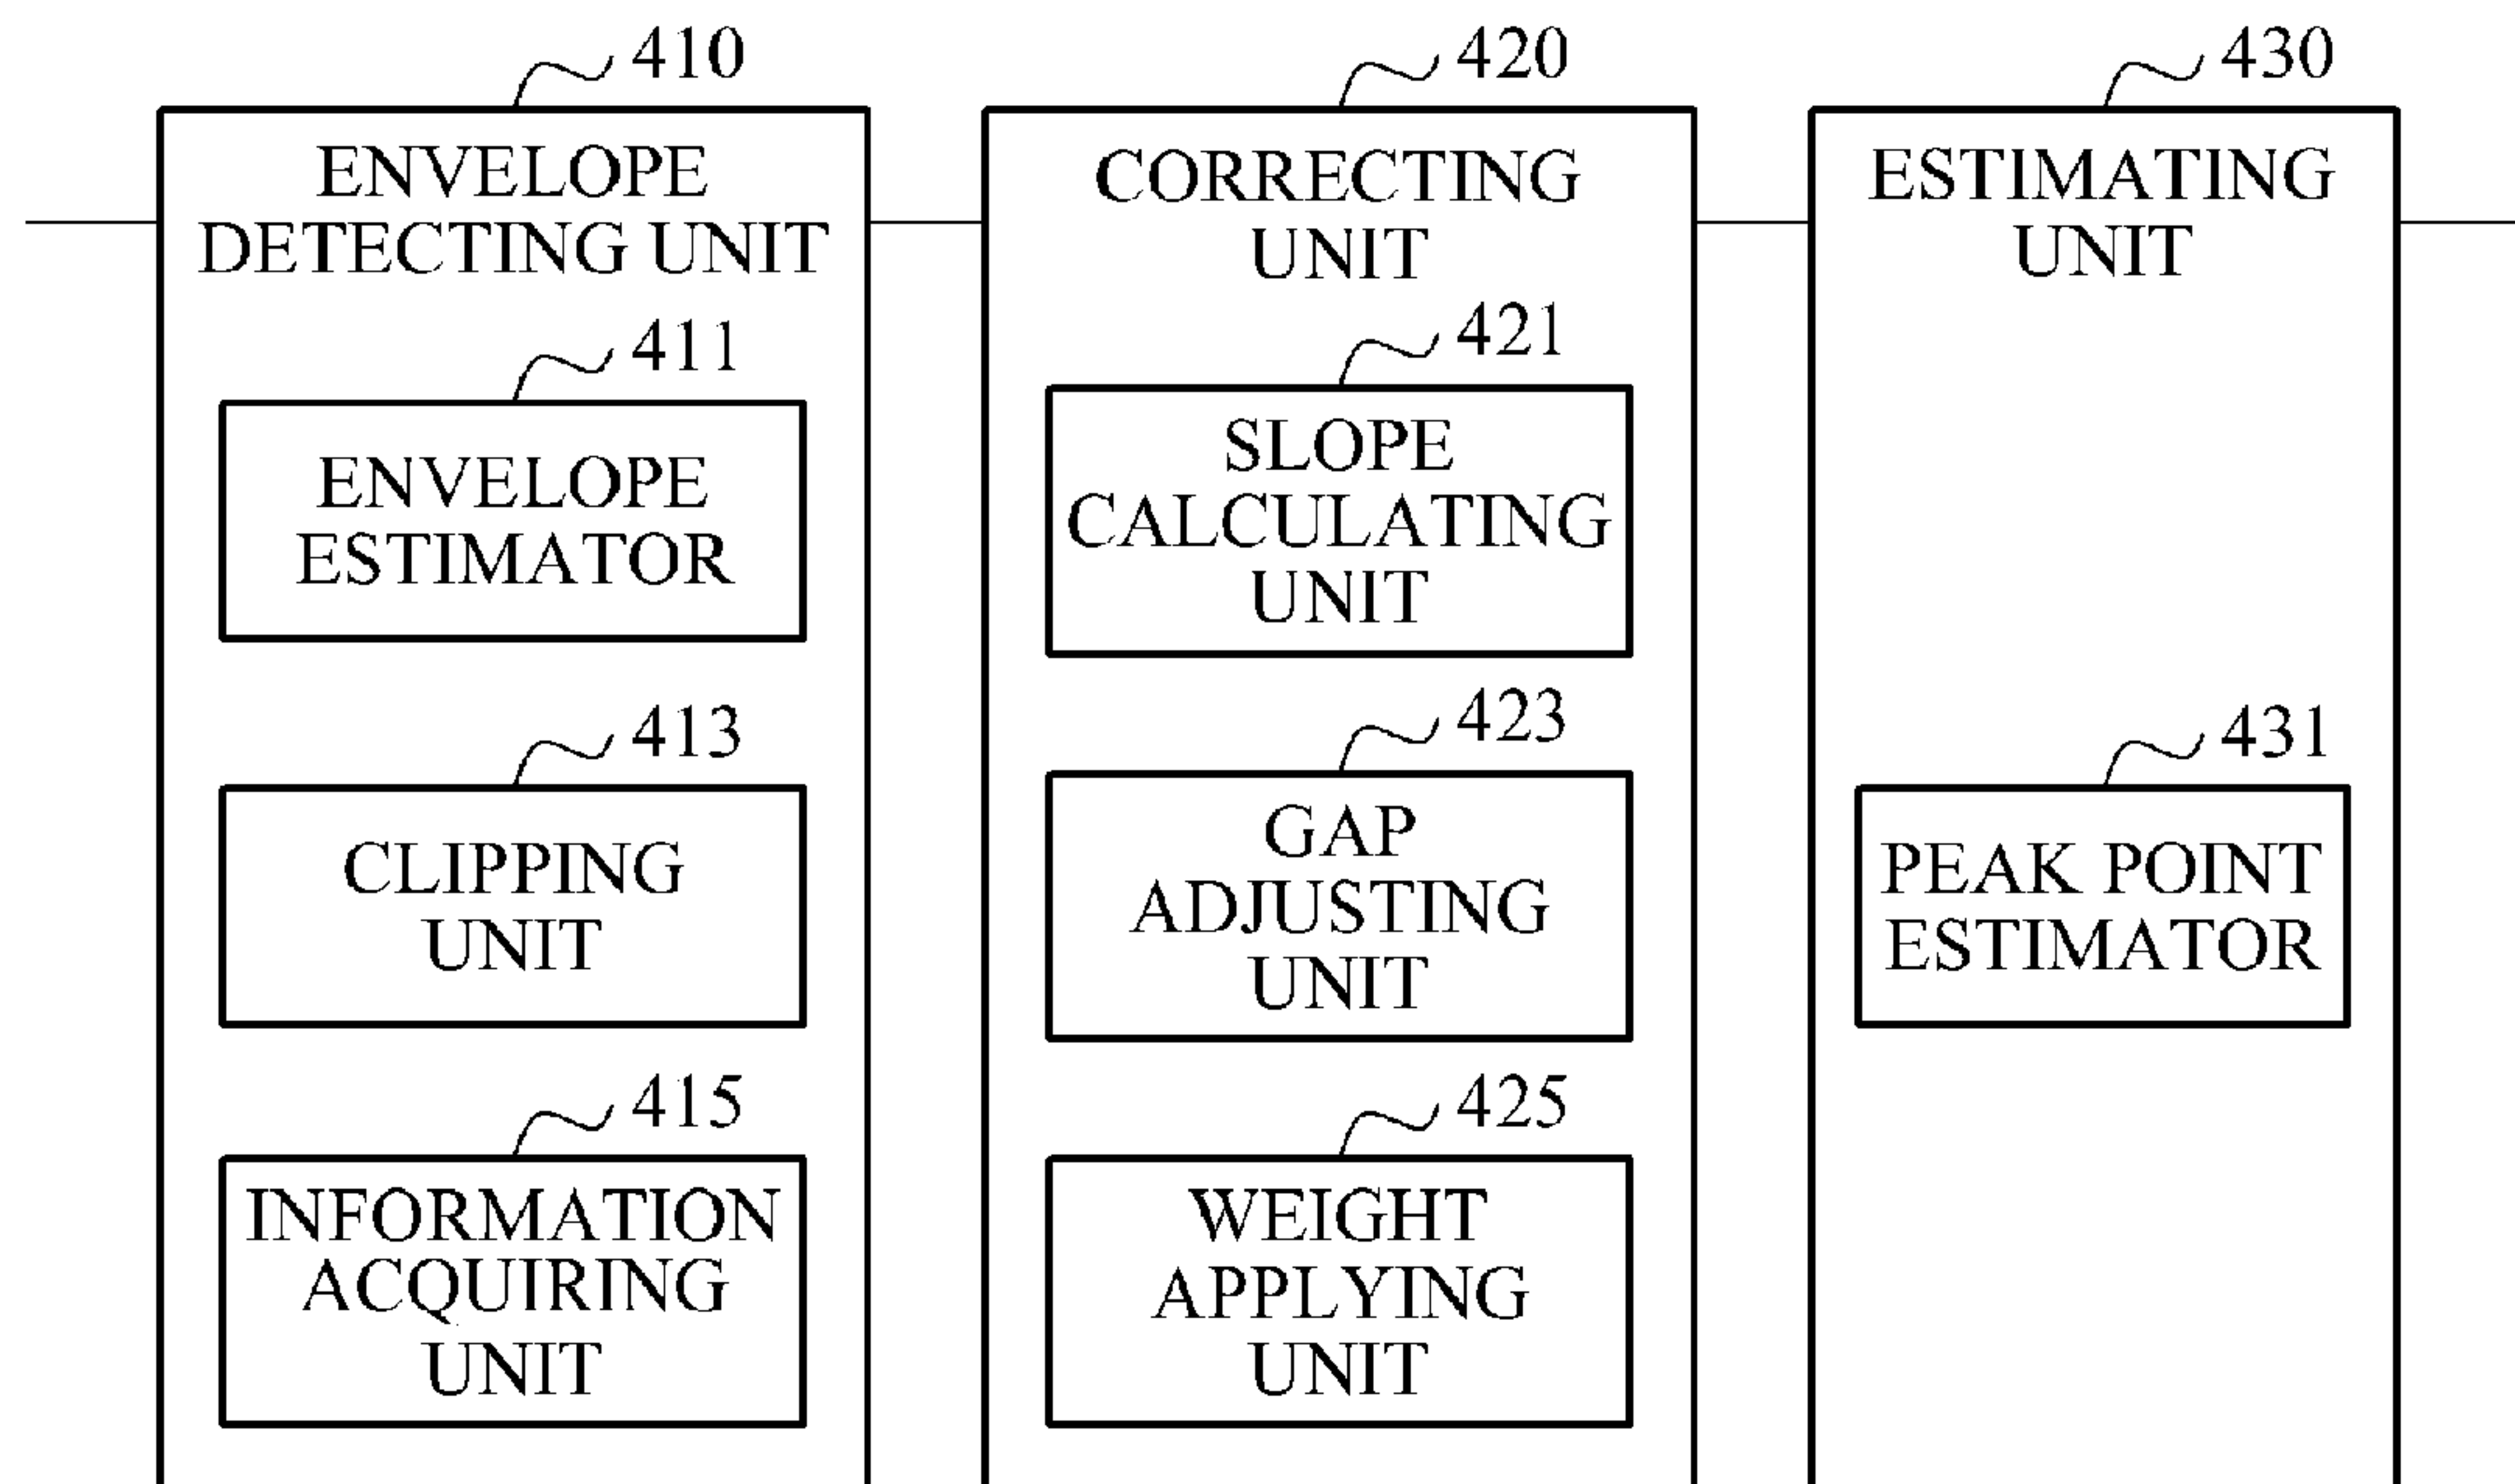 410
ENVELOPE
DETECTING UNIT
411
ENVELOPE
ESTIMATOR
413
CLIPPING
UNIT
415
INFORMATION
ACQUIRING
UNIT
420
CORRECTING
UNIT
421
SLOPE
CALCULATING
UNIT
423
GAP
ADJUSTING
UNIT
425
WEIGHT
APPLYING
UNIT
430
ESTIMATING
UNIT
431
PEAK POINT
ESTIMATOR